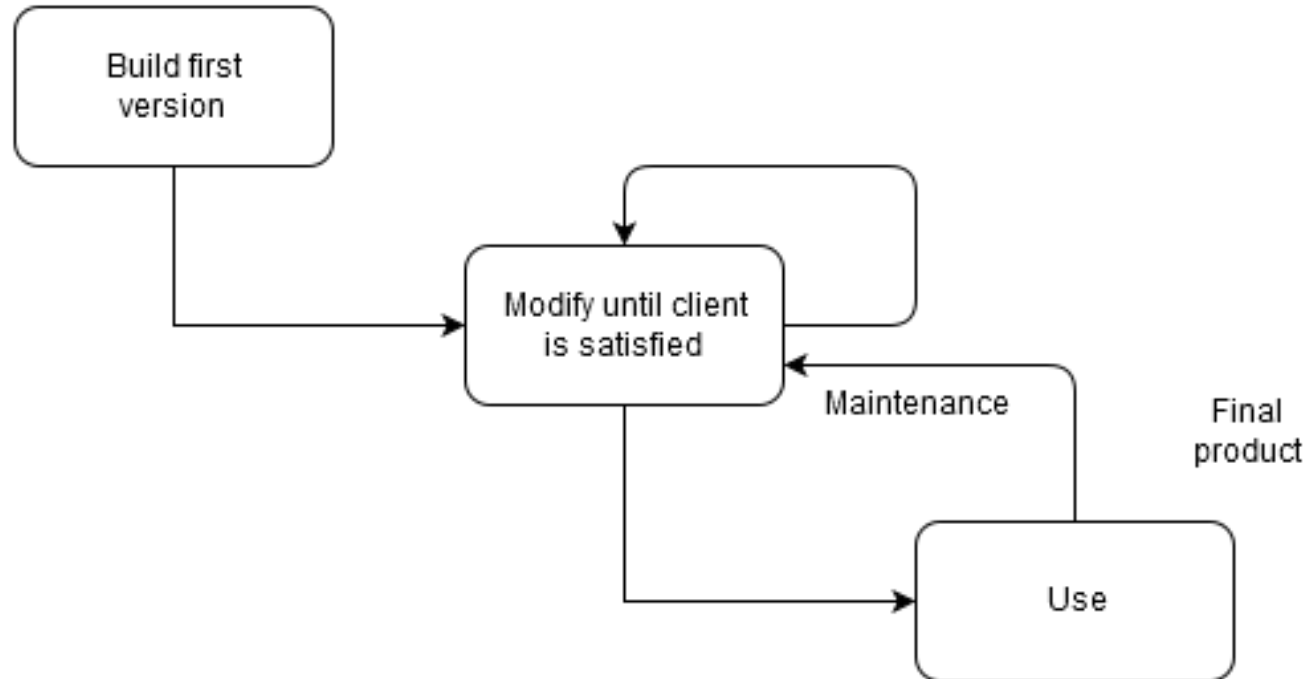 Build first
version
Modify until client
is satisfied
Maintenance
Final
product
Use